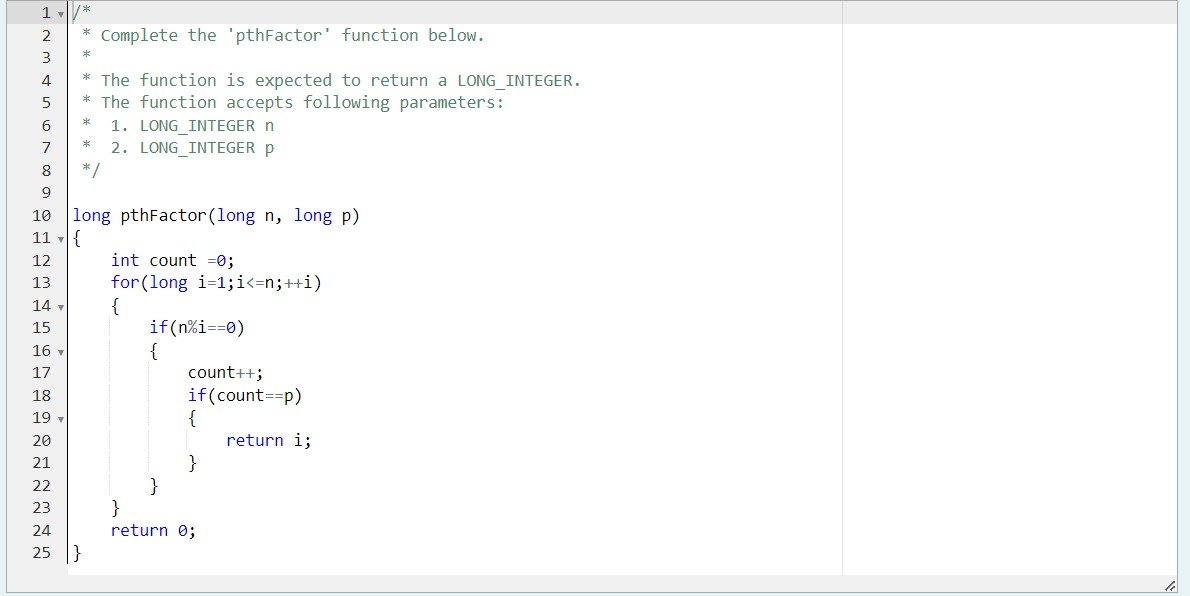 1 /*
2  * Complete the 'pthFactor' function below.
3  *
4  * The function is expected to return a LONG_INTEGER.
5  * The function accepts following parameters:
6  *  1. LONG_INTEGER n
7  *  2. LONG_INTEGER p
8  */
9
10 long pthFactor(long n, long p)
11 {
12     int count =0;
13     for(long i=1;i<=n;++i)
14     {
15         if(n%i==0)
16         {
17             count++;
18             if(count==p)
19             {
20                 return i;
21             }
22         }
23     }
24     return 0;
25 }